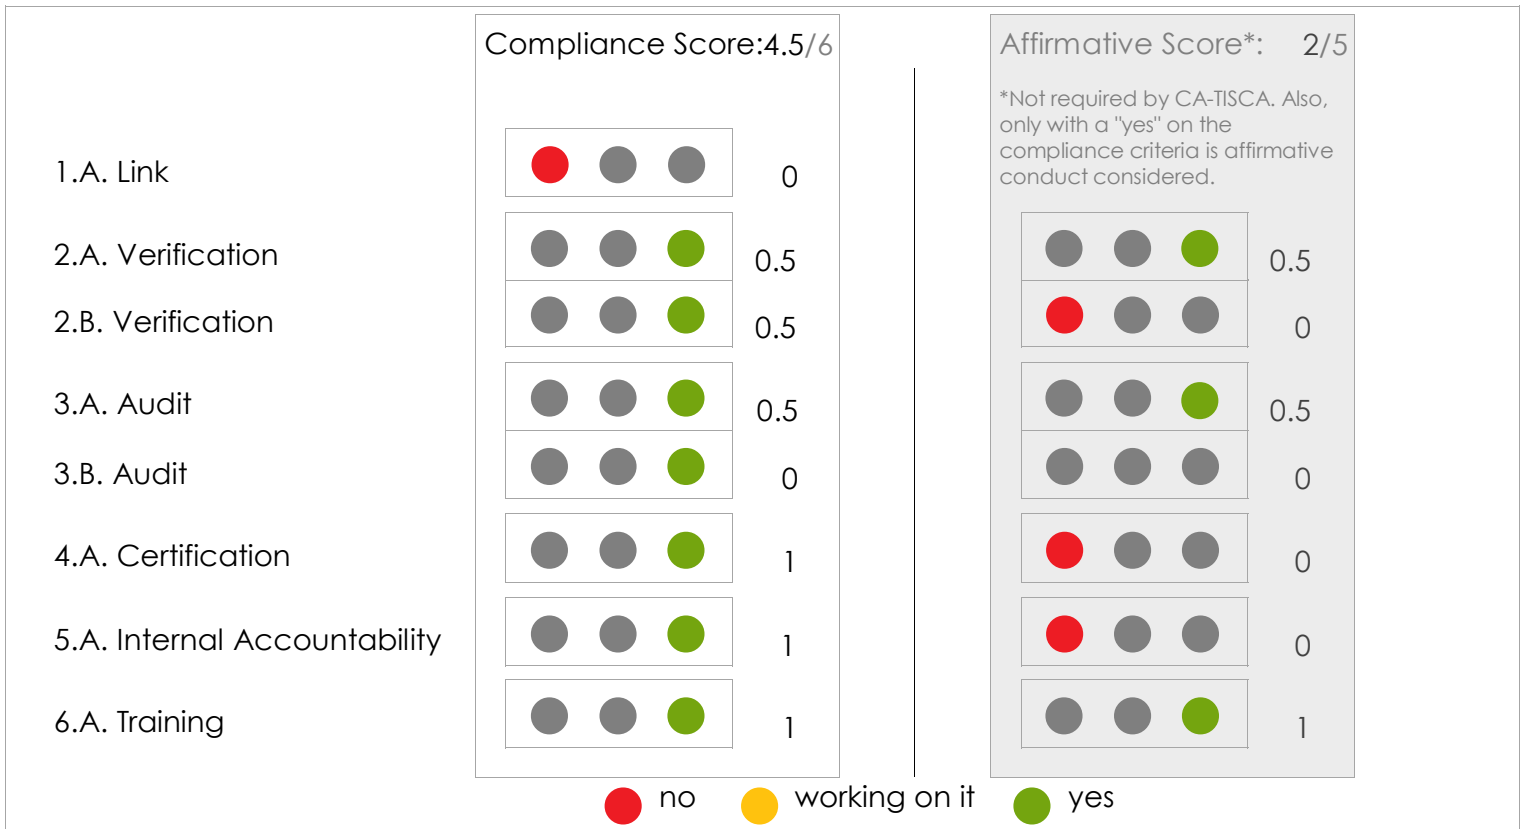 Compliance Score:4.5/6
Affirmative Score*: 2/5
*Not required by CA-TISCA. Also,
only with a "yes" on the
compliance criteria is affirmative
conduct considered.
1.A. Link 0
2.A. Verification 0.5 0.5
2.B. Verification 0.5 0
3.A. Audit 0.5 0.5
3.B. Audit 0 0
4.A. Certification 1 0
5.A. Internal Accountability 1 0
6.A. Training 1 1
no working on it yes